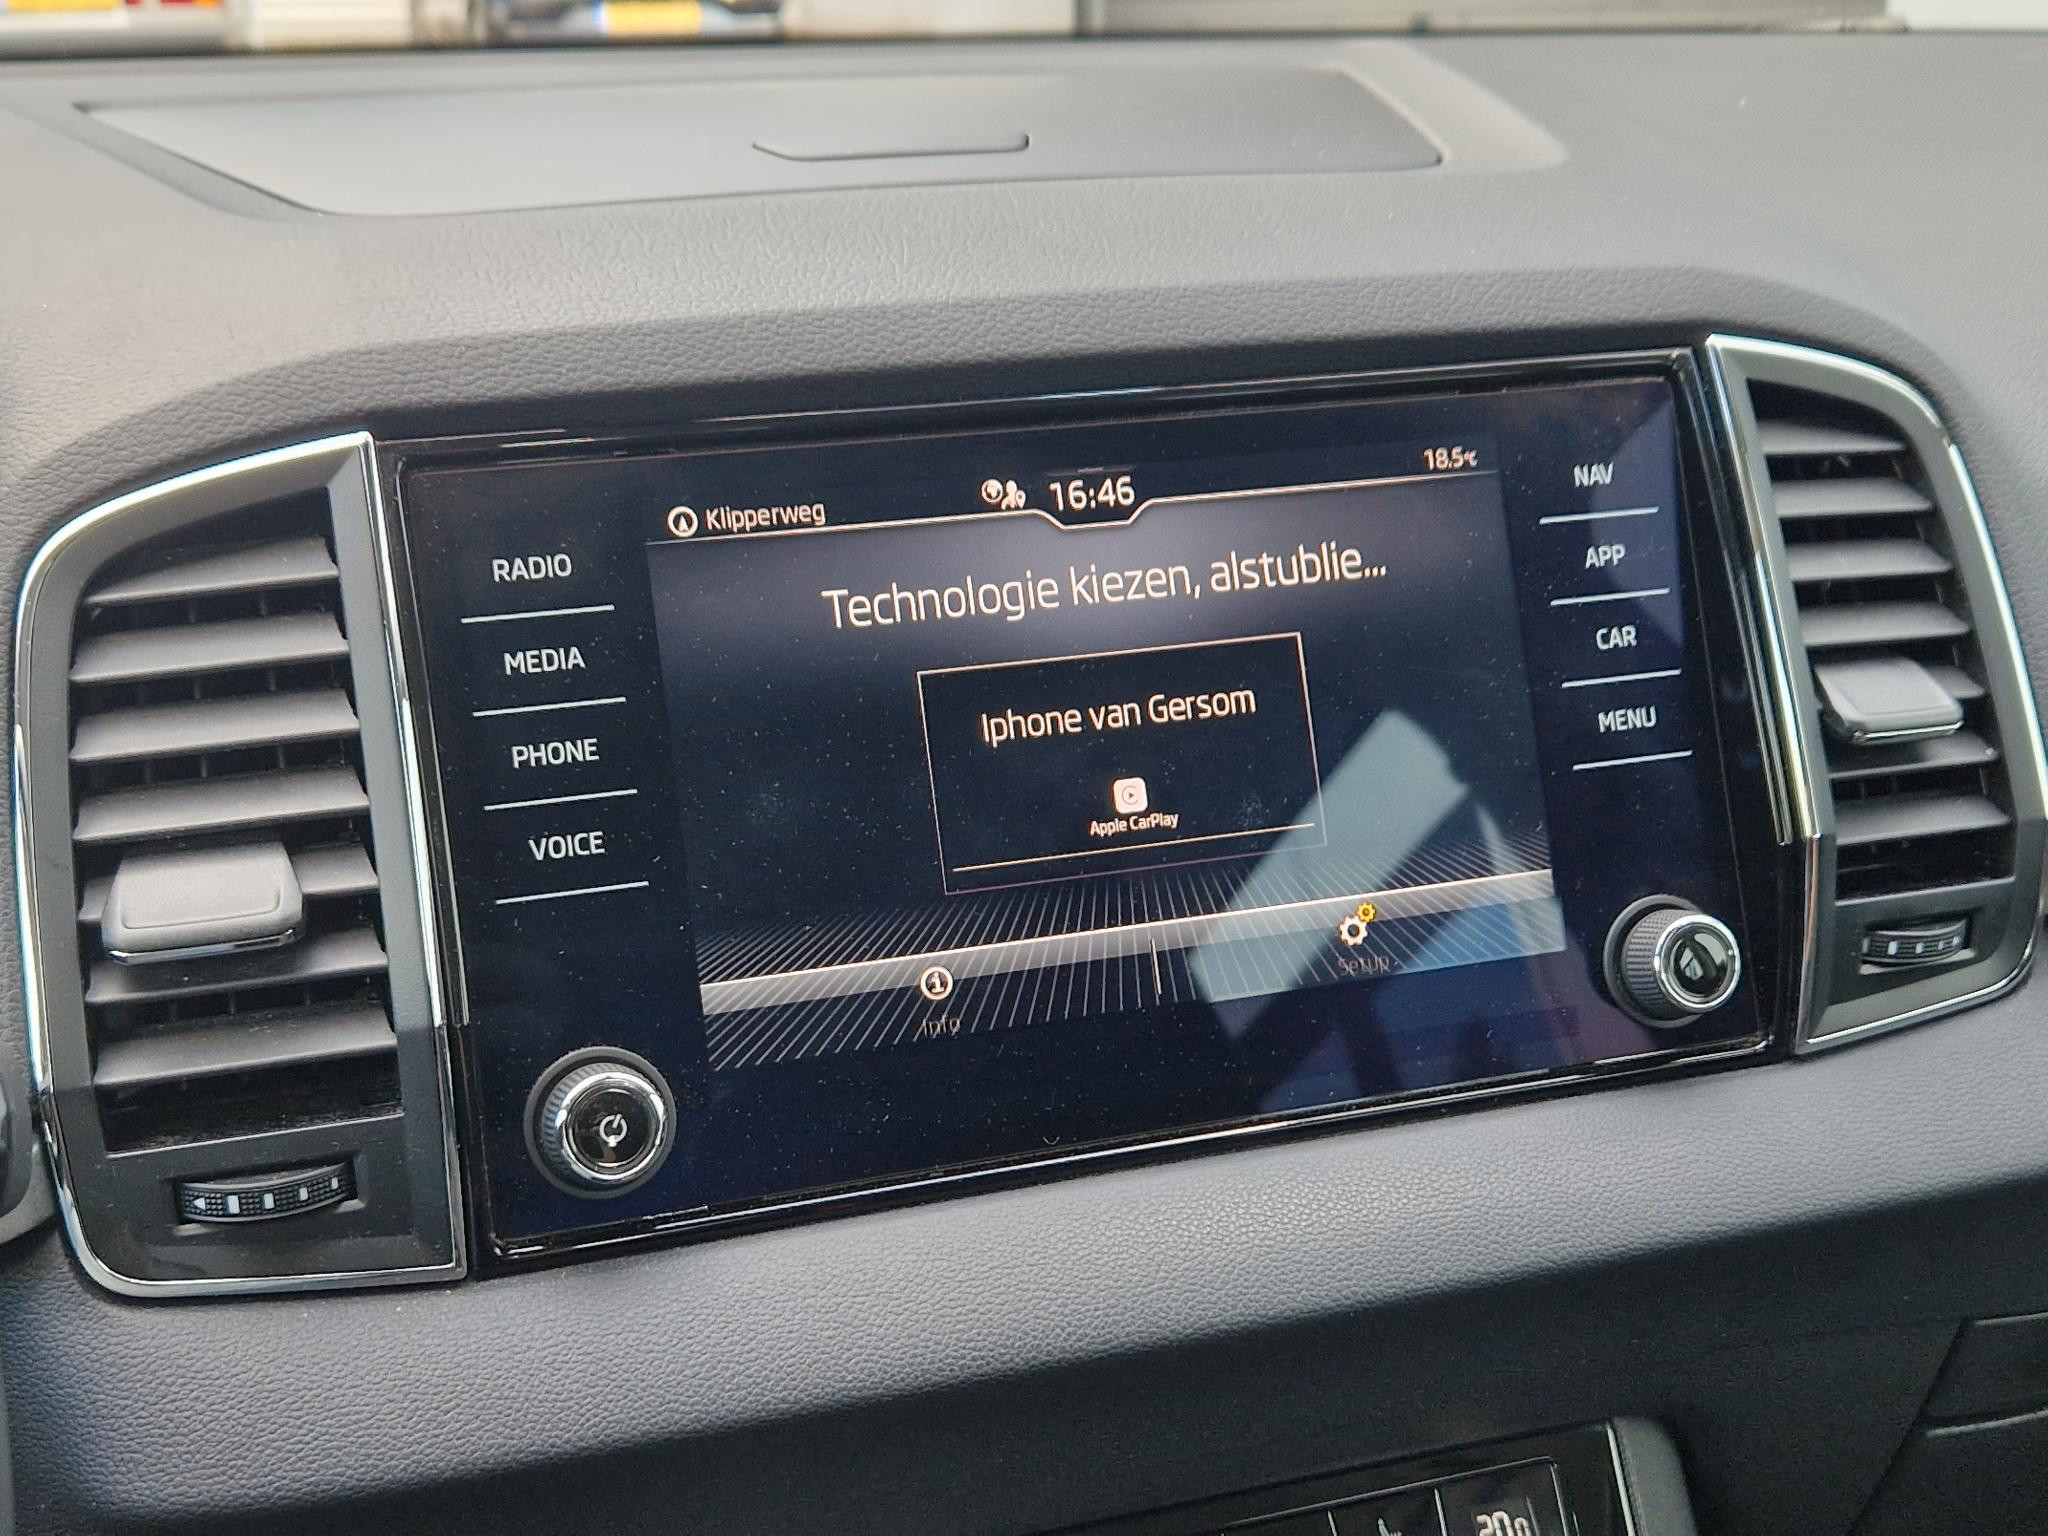 Klipperweg
16:46
18.5°C
RADIO
MEDIA
PHONE
VOICE
Technologie kiezen, alstublie...
Iphone van Gersom
Apple CarPlay
Info
SETUP
NAV
APP
CAR
MENU